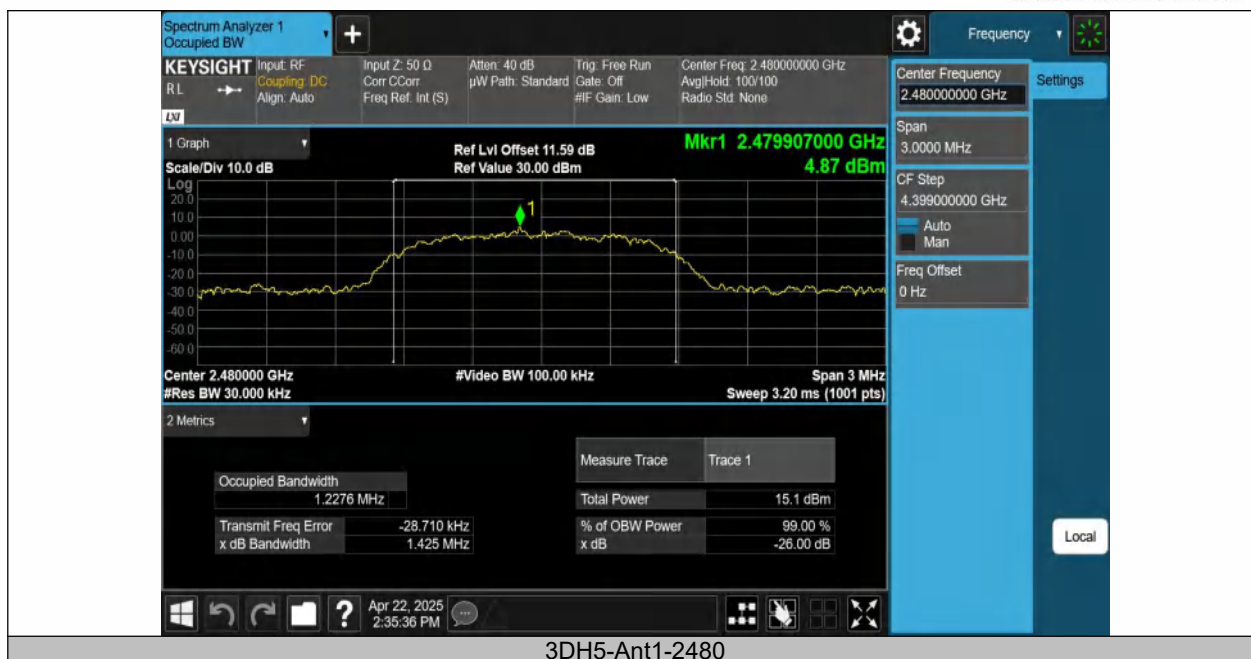 Spectrum Analyzer 1
Occupied BW
+
Frequency
KEYSIGHT
RL
LXI
Input: RF
Coupling: DC
Align: Auto
Input Z: 50 Ω
Corr CCorr
Freq Ref: Int (S)
Atten: 40 dB
µW Path: Standard
Trig: Free Run
Gate: Off
#IF Gain: Low
Center Freq: 2.480000000 GHz
Avg|Hold: 100/100
Radio Std: None
Center Frequency
2.480000000 GHz
Settings
Span
3.0000 MHz
CF Step
4.399000000 GHz
Auto
Man
Freq Offset
0 Hz
Local
1 Graph
Scale/Div 10.0 dB
Ref Lvl Offset 11.59 dB
Ref Value 30.00 dBm
Mkr1 2.479907000 GHz
4.87 dBm
Log
20.0
10.0
0.00
-10.0
-20.0
-30.0
-40.0
-50.0
-60.0
1
Center 2.480000 GHz
#Res BW 30.000 kHz
#Video BW 100.00 kHz
Span 3 MHz
Sweep 3.20 ms (1001 pts)
2 Metrics
Measure Trace Trace 1
Occupied Bandwidth
1.2276 MHz
Total Power 15.1 dBm
Transmit Freq Error -28.710 kHz
% of OBW Power 99.00 %
x dB Bandwidth 1.425 MHz
x dB -26.00 dB
?
Apr 22, 2025
2:35:36 PM
3DH5-Ant1-2480